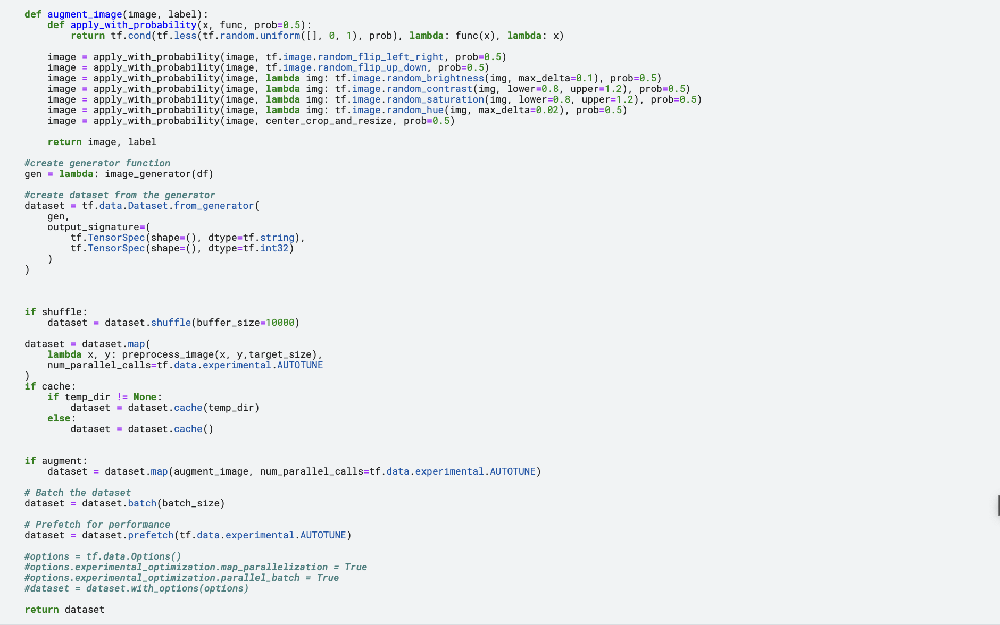 def augment_image(image, label):
    def apply_with_probability(x, func, prob=0.5):
        return tf.cond(tf.less(tf.random.uniform([], 0, 1), prob), lambda: func(x), lambda: x)
    image = apply_with_probability(image, tf.image.random_flip_left_right, prob=0.5)
    image = apply_with_probability(image, tf.image.random_flip_up_down, prob=0.5)
    image = apply_with_probability(image, lambda img: tf.image.random_brightness(img, max_delta=0.1), prob=0.5)
    image = apply_with_probability(image, lambda img: tf.image.random_contrast(img, lower=0.8, upper=1.2), prob=0.5)
    image = apply_with_probability(image, lambda img: tf.image.random_saturation(img, lower=0.8, upper=1.2), prob=0.5)
    image = apply_with_probability(image, lambda img: tf.image.random_hue(img, max_delta=0.02), prob=0.5)
    image = apply_with_probability(image, center_crop_and_resize, prob=0.5)
    return image, label
#create generator function
gen = lambda: image_generator(df)
#create dataset from the generator
dataset = tf.data.Dataset.from_generator(
    gen,
    output_signature=(
        tf.TensorSpec(shape=(), dtype=tf.string),
        tf.TensorSpec(shape=(), dtype=tf.int32)
    )
)
if shuffle:
    dataset = dataset.shuffle(buffer_size=10000)
dataset = dataset.map(
    lambda x, y: preprocess_image(x, y,target_size),
    num_parallel_calls=tf.data.experimental.AUTOTUNE
)
if cache:
    if temp_dir != None:
        dataset = dataset.cache(temp_dir)
    else:
        dataset = dataset.cache()
if augment:
    dataset = dataset.map(augment_image, num_parallel_calls=tf.data.experimental.AUTOTUNE)
# Batch the dataset
dataset = dataset.batch(batch_size)
# Prefetch for performance
dataset = dataset.prefetch(tf.data.experimental.AUTOTUNE)
#options = tf.data.Options()
#options.experimental_optimization.map_parallelization = True
#options.experimental_optimization.parallel_batch = True
#dataset = dataset.with_options(options)
return dataset